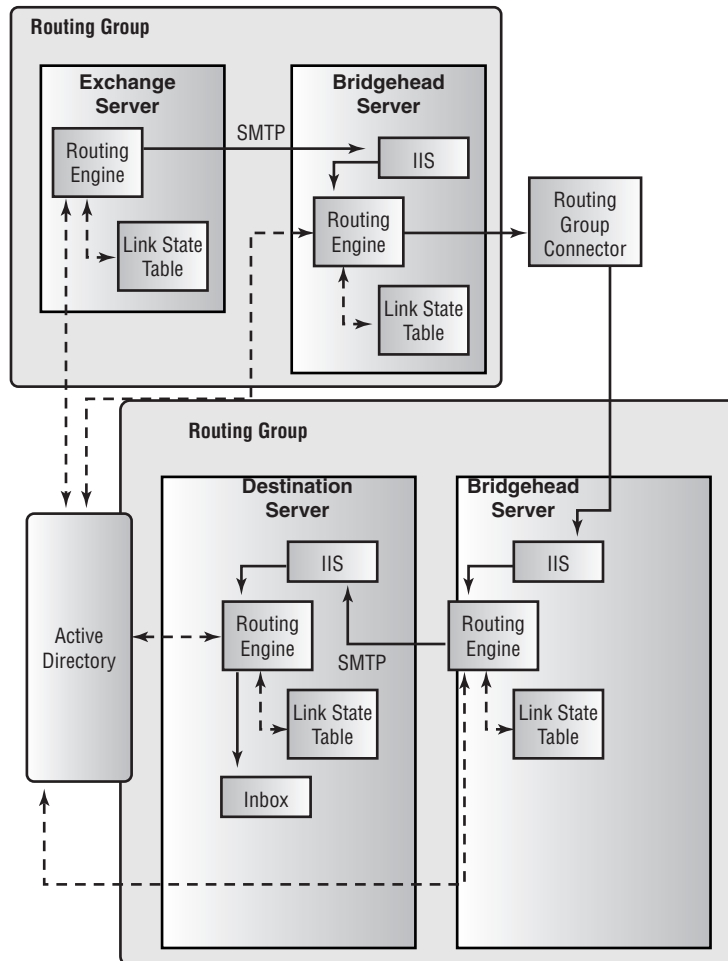 Routing Group
Exchange
Server
Bridgehead
Server
SMTP
IIS
Routing
Engine
Routing
Engine
Routing
Group
Connector
Link State
Table
Link State
Table
Routing Group
Destination
Server
Bridgehead
Server
IIS
IIS
Active
Directory
Routing
Engine
SMTP
Routing
Engine
Link State
Table
Link State
Table
Inbox